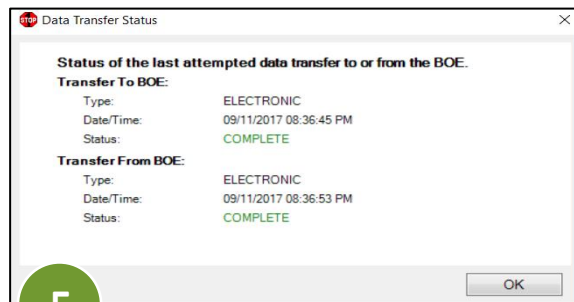 STOP Data Transfer Status
Status of the last attempted data transfer to or from the BOE.
Transfer To BOE:
Type: ELECTRONIC
Date/Time: 09/11/2017 08:36:45 PM
Status: COMPLETE
Transfer From BOE:
Type: ELECTRONIC
Date/Time: 09/11/2017 08:36:53 PM
Status: COMPLETE
OK